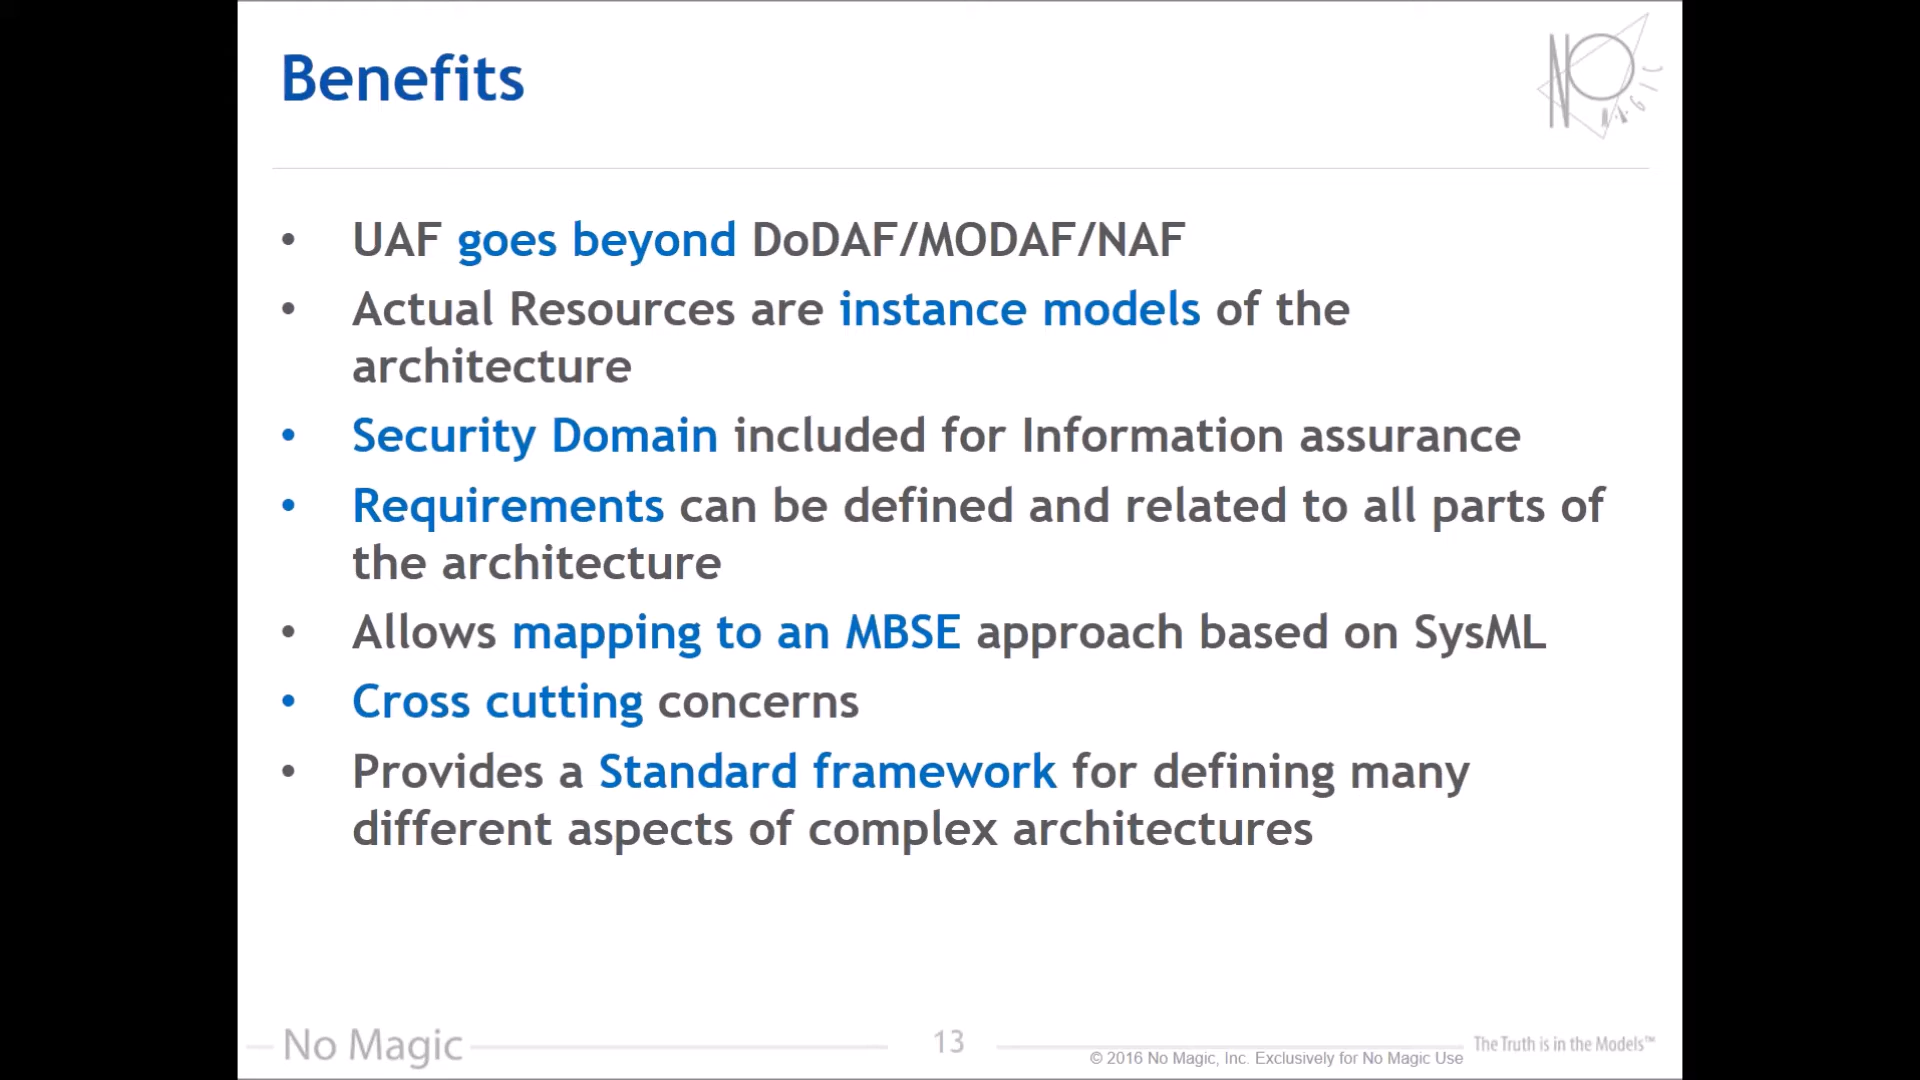 Benefits
NO MAGIC
• UAF goes beyond DoDAF/MODAF/NAF
• Actual Resources are instance models of the
architecture
• Security Domain included for Information assurance
• Requirements can be defined and related to all parts of
the architecture
• Allows mapping to an MBSE approach based on SysML
• Cross cutting concerns
• Provides a Standard framework for defining many
different aspects of complex architectures
No Magic
13
© 2016 No Magic, Inc. Exclusively for No Magic Use
The Truth is in the Models™